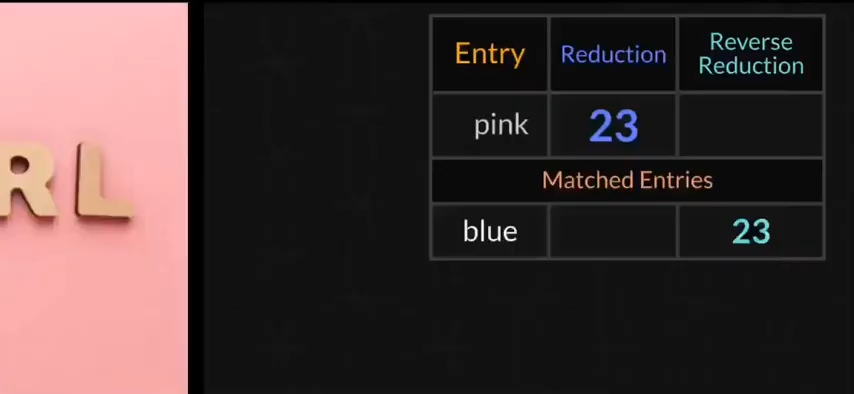 RL
Entry Reduction Reverse
Reduction
pink 23
Matched Entries
blue 23